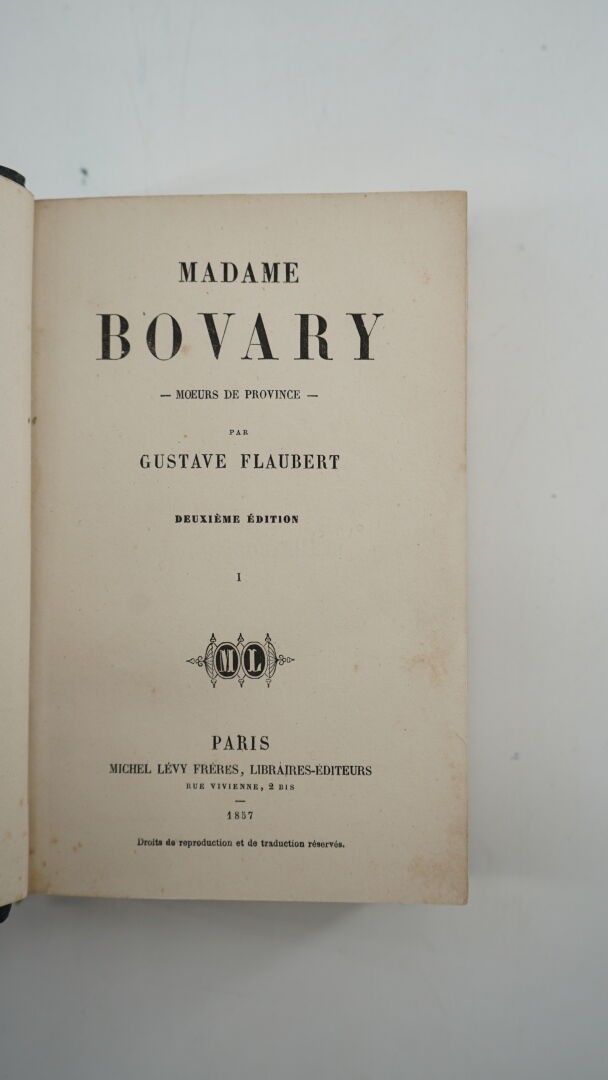 MADAME
BOVARY
— MOEURS DE PROVINCE —
PAR
GUSTAVE FLAUBERT
DEUXIÈME ÉDITION
I
ML
PARIS
MICHEL LÉVY FRÈRES, LIBRAIRES-ÉDITEURS
RUE VIVIENNE, 2 BIS
—
1857
Droits de reproduction et de traduction réservés.